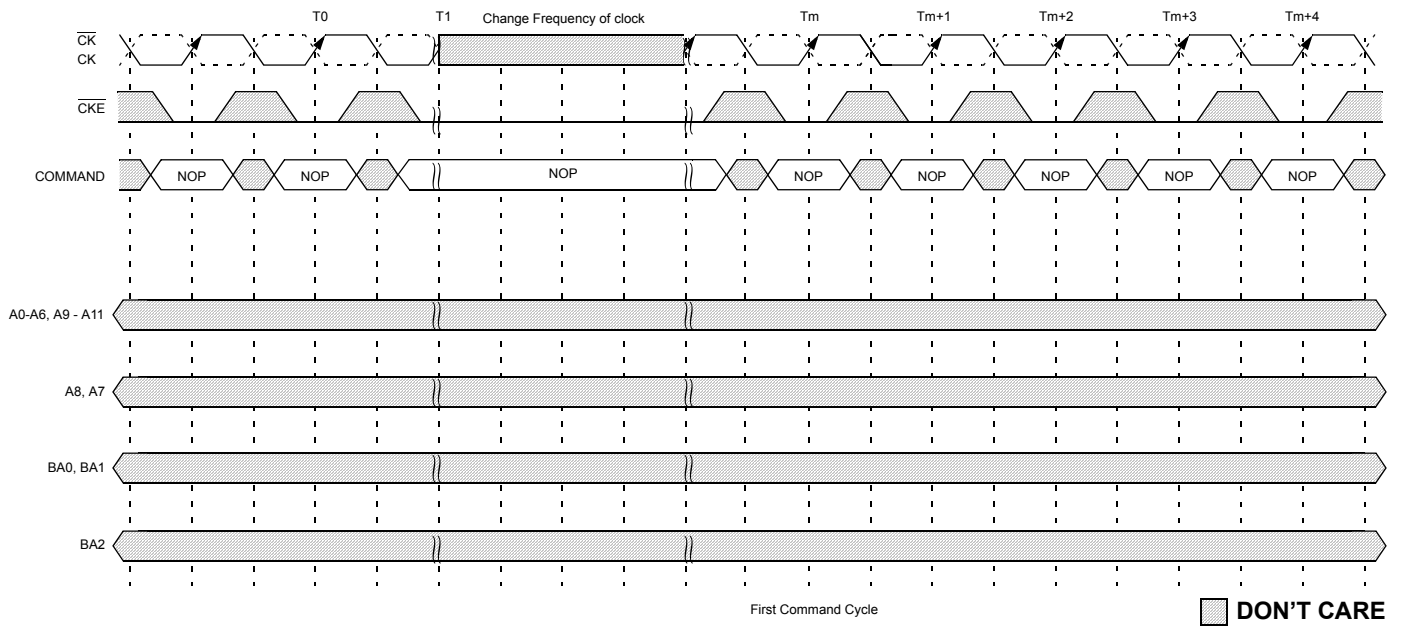 T0 T1 Change Frequency of clock Tm Tm+1 Tm+2 Tm+3 Tm+4
CK
CK
CKE
COMMAND NOP NOP NOP NOP NOP NOP NOP NOP
A0-A6, A9 - A11
A8, A7
BA0, BA1
BA2
First Command Cycle
DON'T CARE